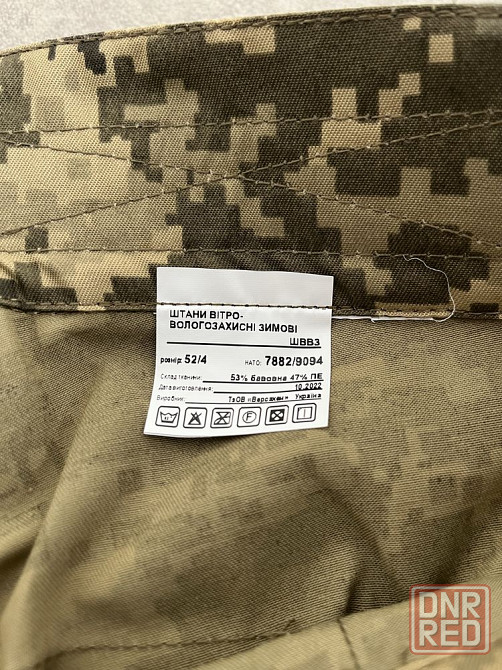 ШТАНИ ВІТРО-
ВОЛОГОЗАХИСНІ ЗИМОВІ
ШВВЗ
розмір: 52/4 НАТО: 7882/9094
Склад тканини: 53% бавовна 47% ПЕ
Дата виготовлення: 10.2022
Виробник: ТзОВ «Версахем» Україна
F
DNR
RED